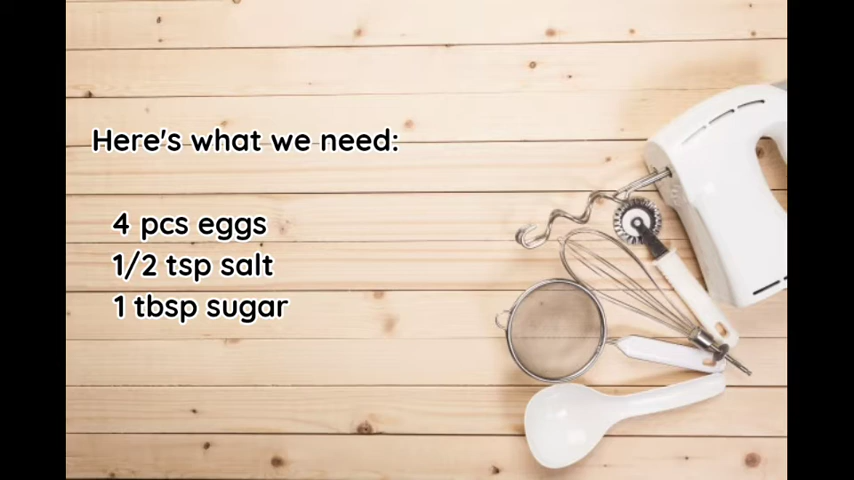 Here's what we need:
4 pcs eggs
1/2 tsp salt
1 tbsp sugar